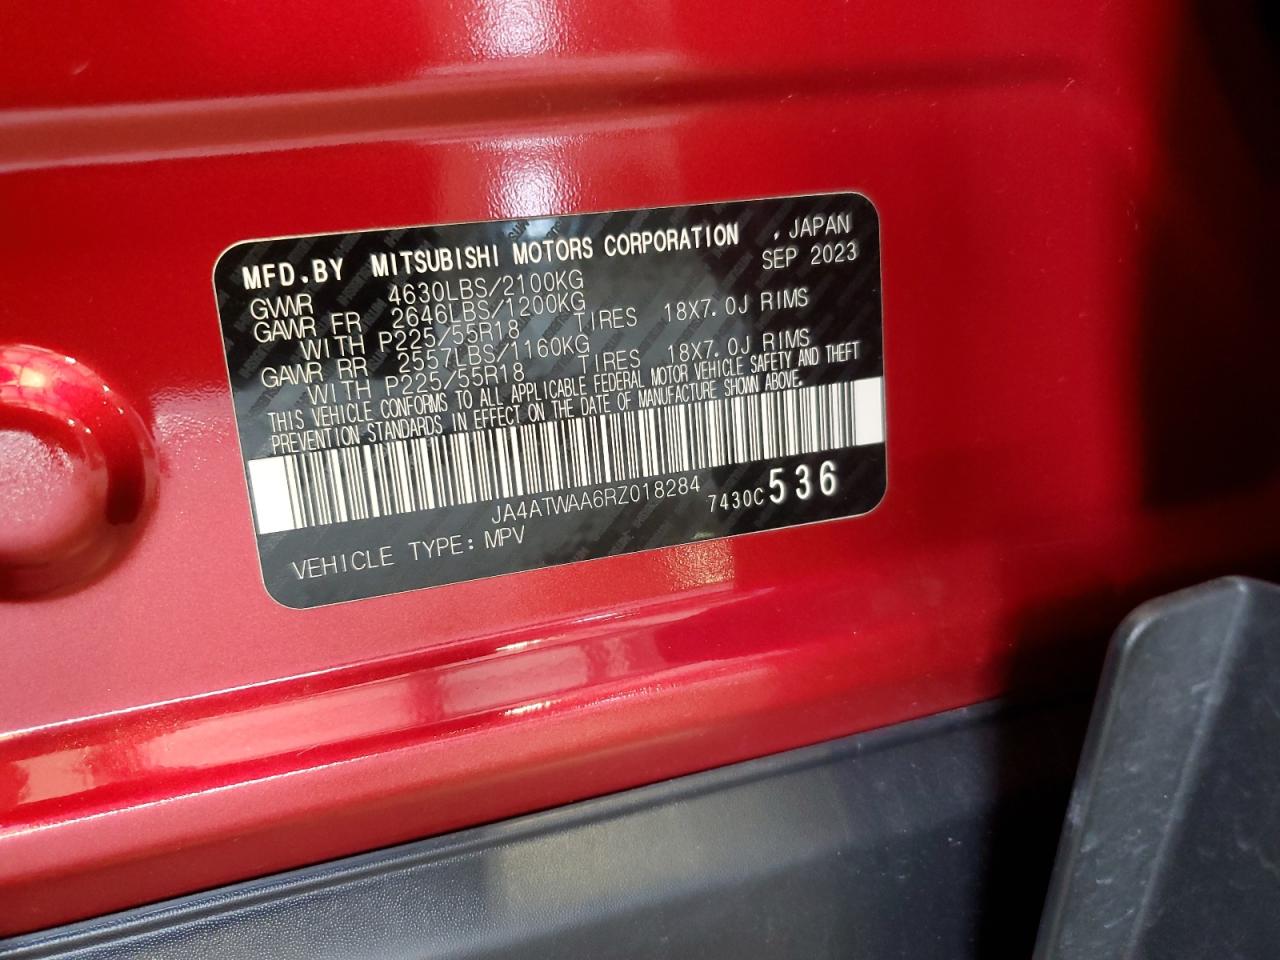 MFD.BY MITSUBISHI MOTORS CORPORATION , JAPAN
SEP 2023
GVWR 4630LBS/2100KG
GAWR FR 2646LBS/1200KG
WITH P225/55R18 TIRES 18X7.0J RIMS
GAWR RR 2557LBS/1160KG
WITH P225/55R18 TIRES 18X7.0J RIMS
THIS VEHICLE CONFORMS TO ALL APPLICABLE FEDERAL MOTOR VEHICLE SAFETY AND THEFT
PREVENTION STANDARDS IN EFFECT ON THE DATE OF MANUFACTURE SHOWN ABOVE.
JA4ATWAA6RZ018284 7430C 536
VEHICLE TYPE: MPV